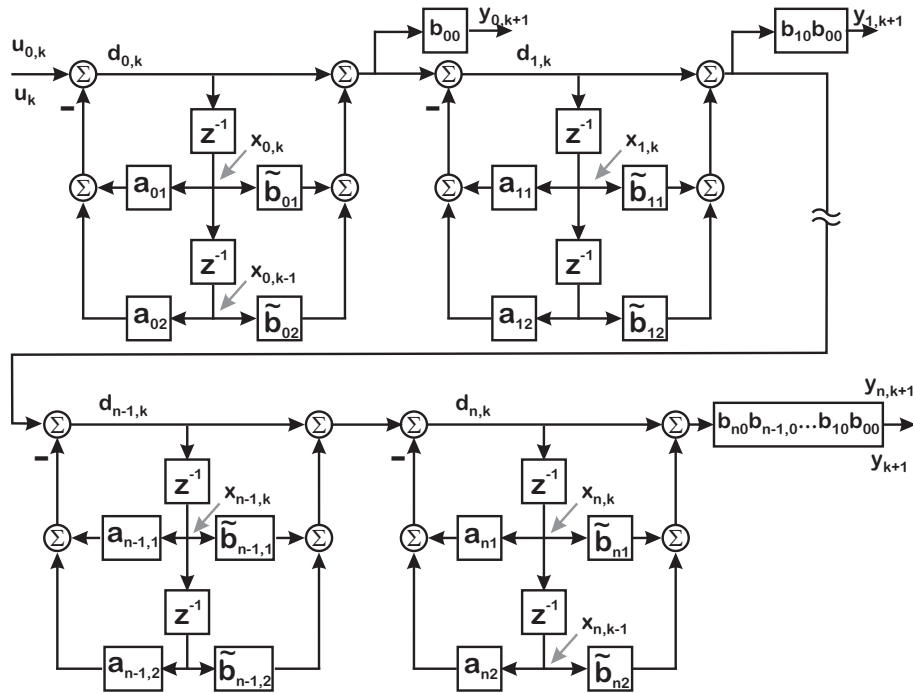 b₀₀ y₀,ₖ₊₁
b₁₀b₀₀ y₁,ₖ₊₁
u₀,ₖ
uₖ
Σ d₀,ₖ Σ Σ d₁,ₖ Σ
z⁻¹ z⁻¹
x₀,ₖ x₁,ₖ
Σ a₀₁ b̃₀₁ Σ Σ a₁₁ b̃₁₁ Σ
z⁻¹ z⁻¹
x₀,ₖ₋₁
a₀₂ b̃₀₂ a₁₂ b̃₁₂
Σ dₙ₋₁,ₖ Σ Σ dₙ,ₖ Σ bₙ₀bₙ₋₁,₀...b₁₀b₀₀ yₙ,ₖ₊₁
yₖ₊₁
z⁻¹ z⁻¹
xₙ₋₁,ₖ xₙ,ₖ
Σ aₙ₋₁,₁ b̃ₙ₋₁,₁ Σ Σ aₙ₁ b̃ₙ₁ Σ
z⁻¹ z⁻¹
xₙ,ₖ₋₁
aₙ₋₁,₂ b̃ₙ₋₁,₂ aₙ₂ b̃ₙ₂